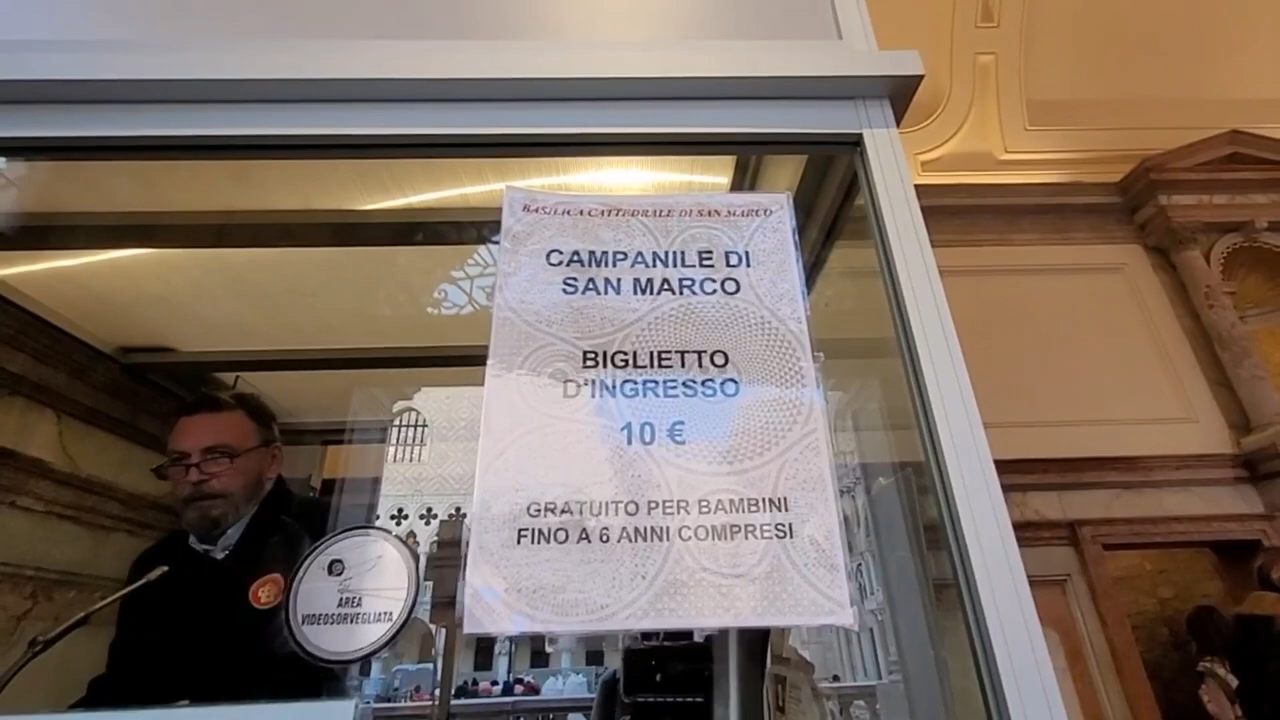 BASILICA CATTEDRALE DI SAN MARCO
CAMPANILE DI
SAN MARCO
BIGLIETTO
D'INGRESSO
10 €
GRATUITO PER BAMBINI
FINO A 6 ANNI COMPRESI
AREA
VIDEOSORVEGLIATA